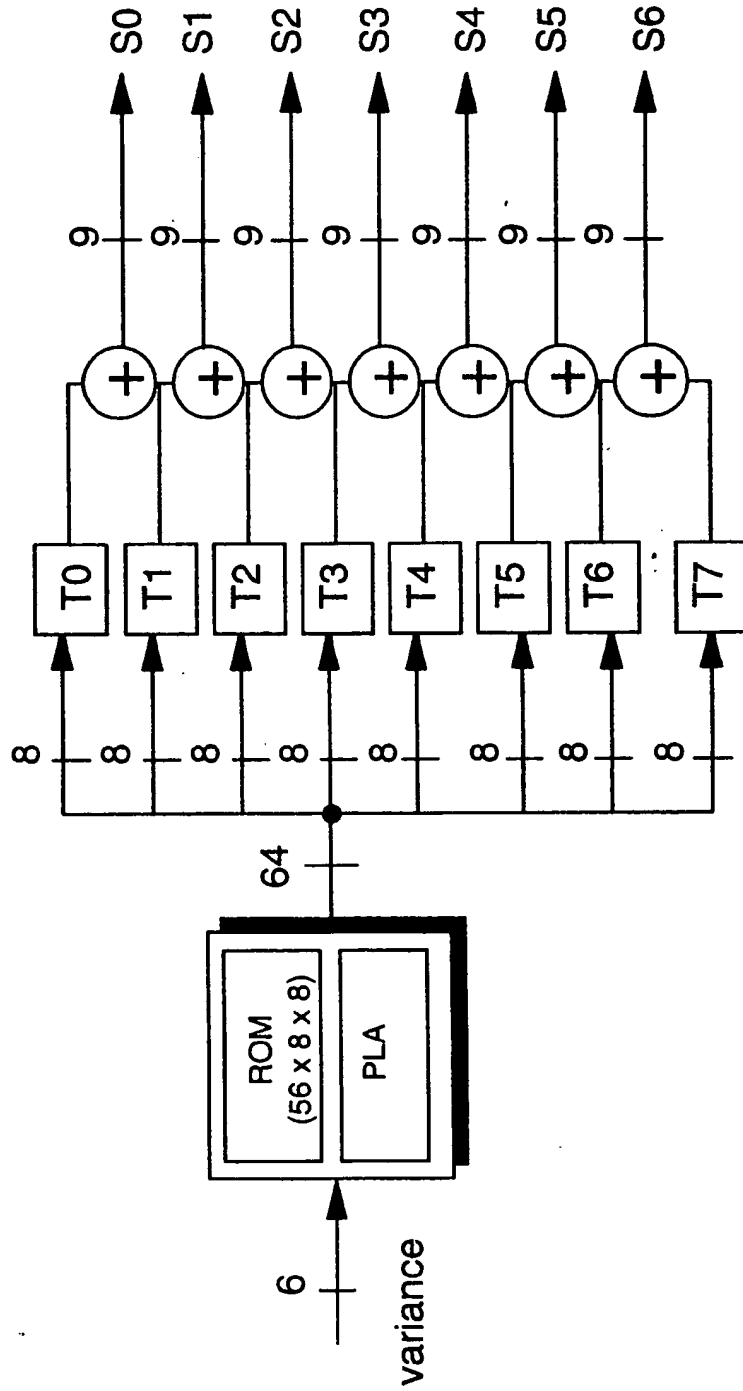 variance
6
ROM
(56 x 8 x 8)
PLA
64
8
8
8
8
8
8
8
8
T0
T1
T2
T3
T4
T5
T6
T7
+
+
+
+
+
+
+
9
9
9
9
9
9
9
S0
S1
S2
S3
S4
S5
S6